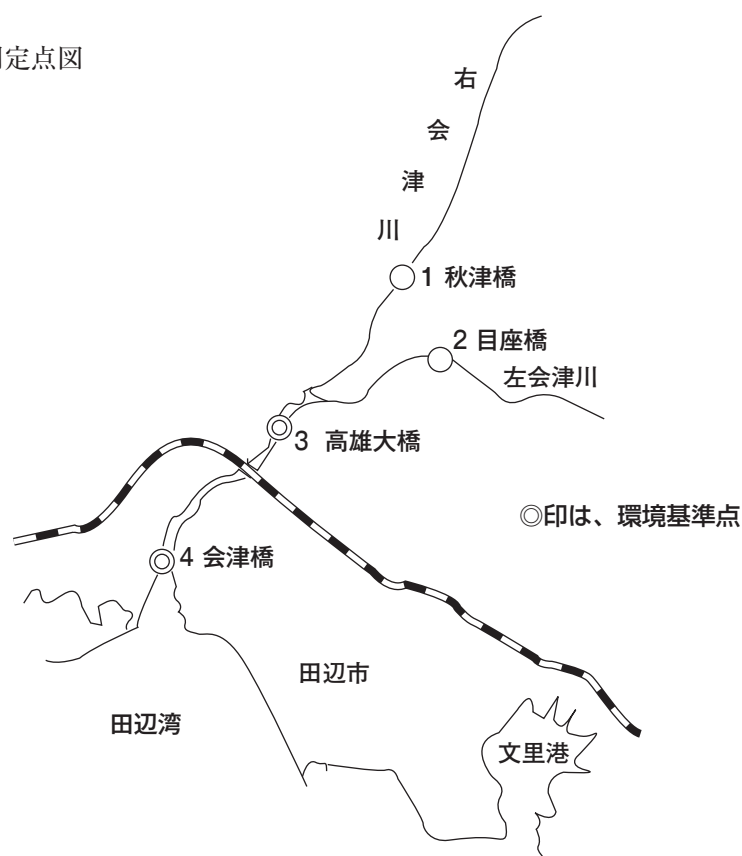 定点図
右会津川
1 秋津橋
2 目座橋
左会津川
3 高雄大橋
◎印は、環境基準点
4 会津橋
田辺市
田辺湾
文里港